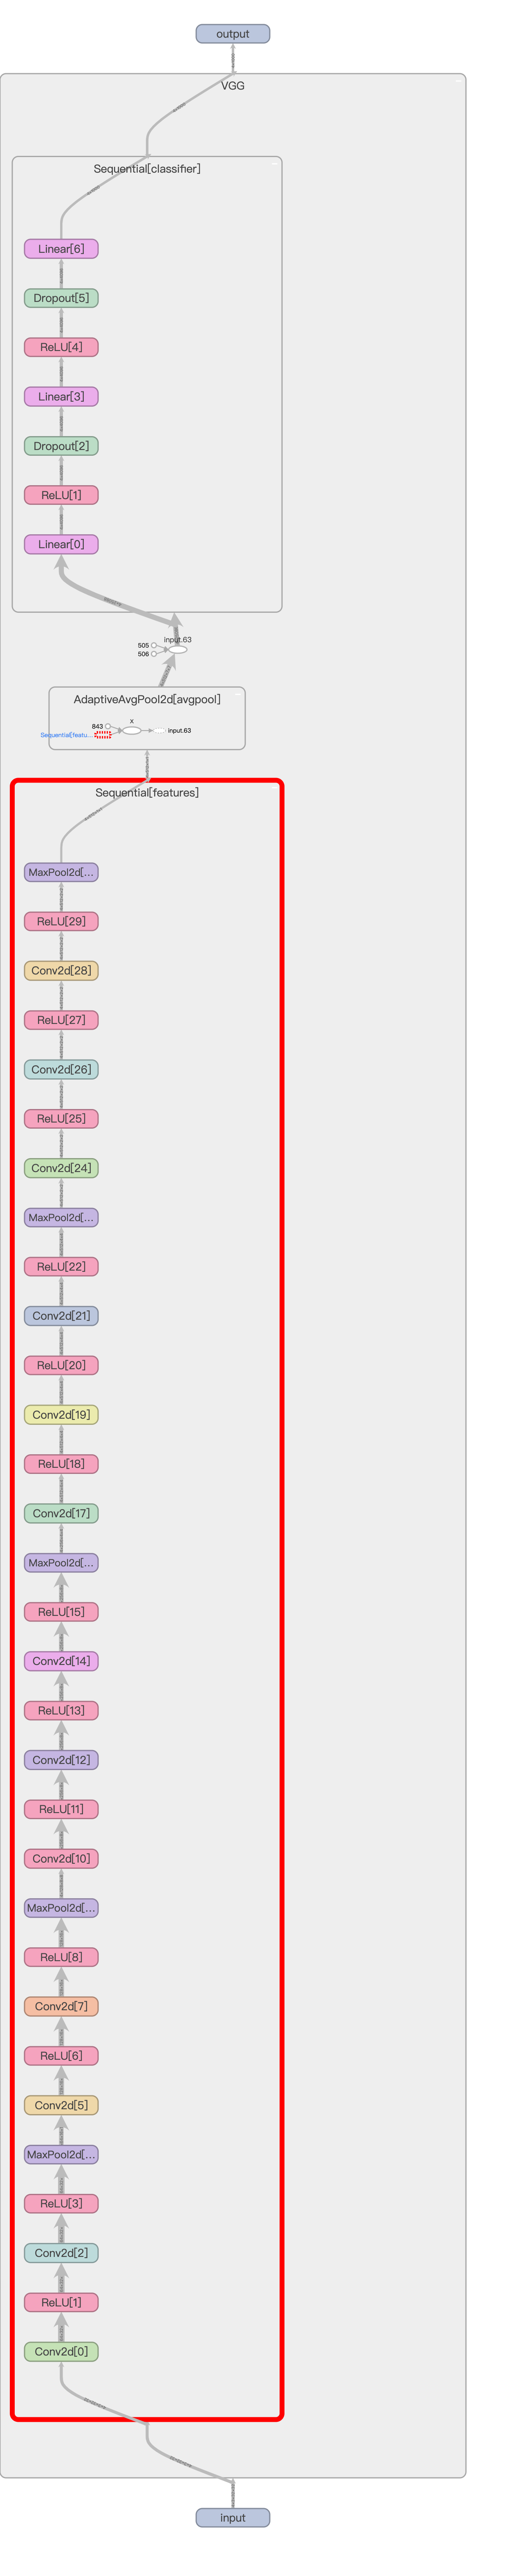 output
VGG
Sequential[classifier]
Linear[6]
Dropout[5]
ReLU[4]
Linear[3]
Dropout[2]
ReLU[1]
Linear[0]
input.63
505
506
AdaptiveAvgPool2d[avgpool]
x
843
Sequential[featu...
input.63
Sequential[features]
MaxPool2d[...
ReLU[29]
Conv2d[28]
ReLU[27]
Conv2d[26]
ReLU[25]
Conv2d[24]
MaxPool2d[...
ReLU[22]
Conv2d[21]
ReLU[20]
Conv2d[19]
ReLU[18]
Conv2d[17]
MaxPool2d[...
ReLU[15]
Conv2d[14]
ReLU[13]
Conv2d[12]
ReLU[11]
Conv2d[10]
MaxPool2d[...
ReLU[8]
Conv2d[7]
ReLU[6]
Conv2d[5]
MaxPool2d[...
ReLU[3]
Conv2d[2]
ReLU[1]
Conv2d[0]
input